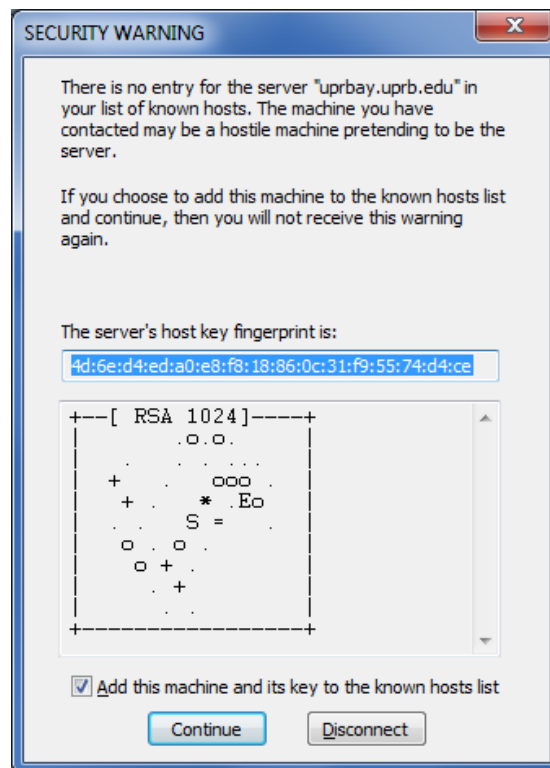 SECURITY WARNING
There is no entry for the server "uprbay.uprb.edu" in
your list of known hosts. The machine you have
contacted may be a hostile machine pretending to be the
server.
If you choose to add this machine to the known hosts list
and continue, then you will not receive this warning
again.
The server's host key fingerprint is:
4d:6e:d4:ed:a0:e8:f8:18:86:0c:31:f9:55:74:d4:ce
+--[ RSA 1024]----+
|        .o.o.    |
|   .    . . ...  |
|  +   .   ooo .  |
|   + .   * .Eo   |
|  . .   S =   .  |
|   o . o .       |
|    o + .        |
|     . +         |
|      . .        |
+-----------------+
Add this machine and its key to the known hosts list
Continue Disconnect